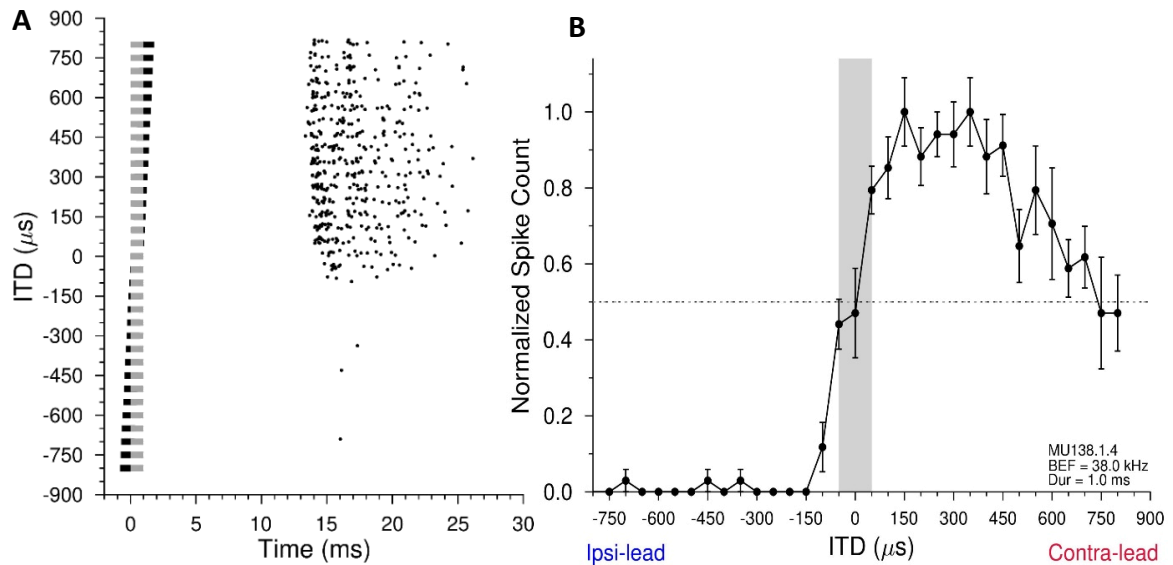 A
900
750
600
450
300
150
0
-150
-300
-450
-600
-750
-900
ITD (μs)
0 5 10 15 20 25 30
Time (ms)
B
Normalized Spike Count
1.0
0.8
0.6
0.4
0.2
0.0
MU138.1.4
BEF = 38.0 kHz
Dur = 1.0 ms
-750 -600 -450 -300 -150 0 150 300 450 600 750 900
Ipsi-lead ITD (μs) Contra-lead